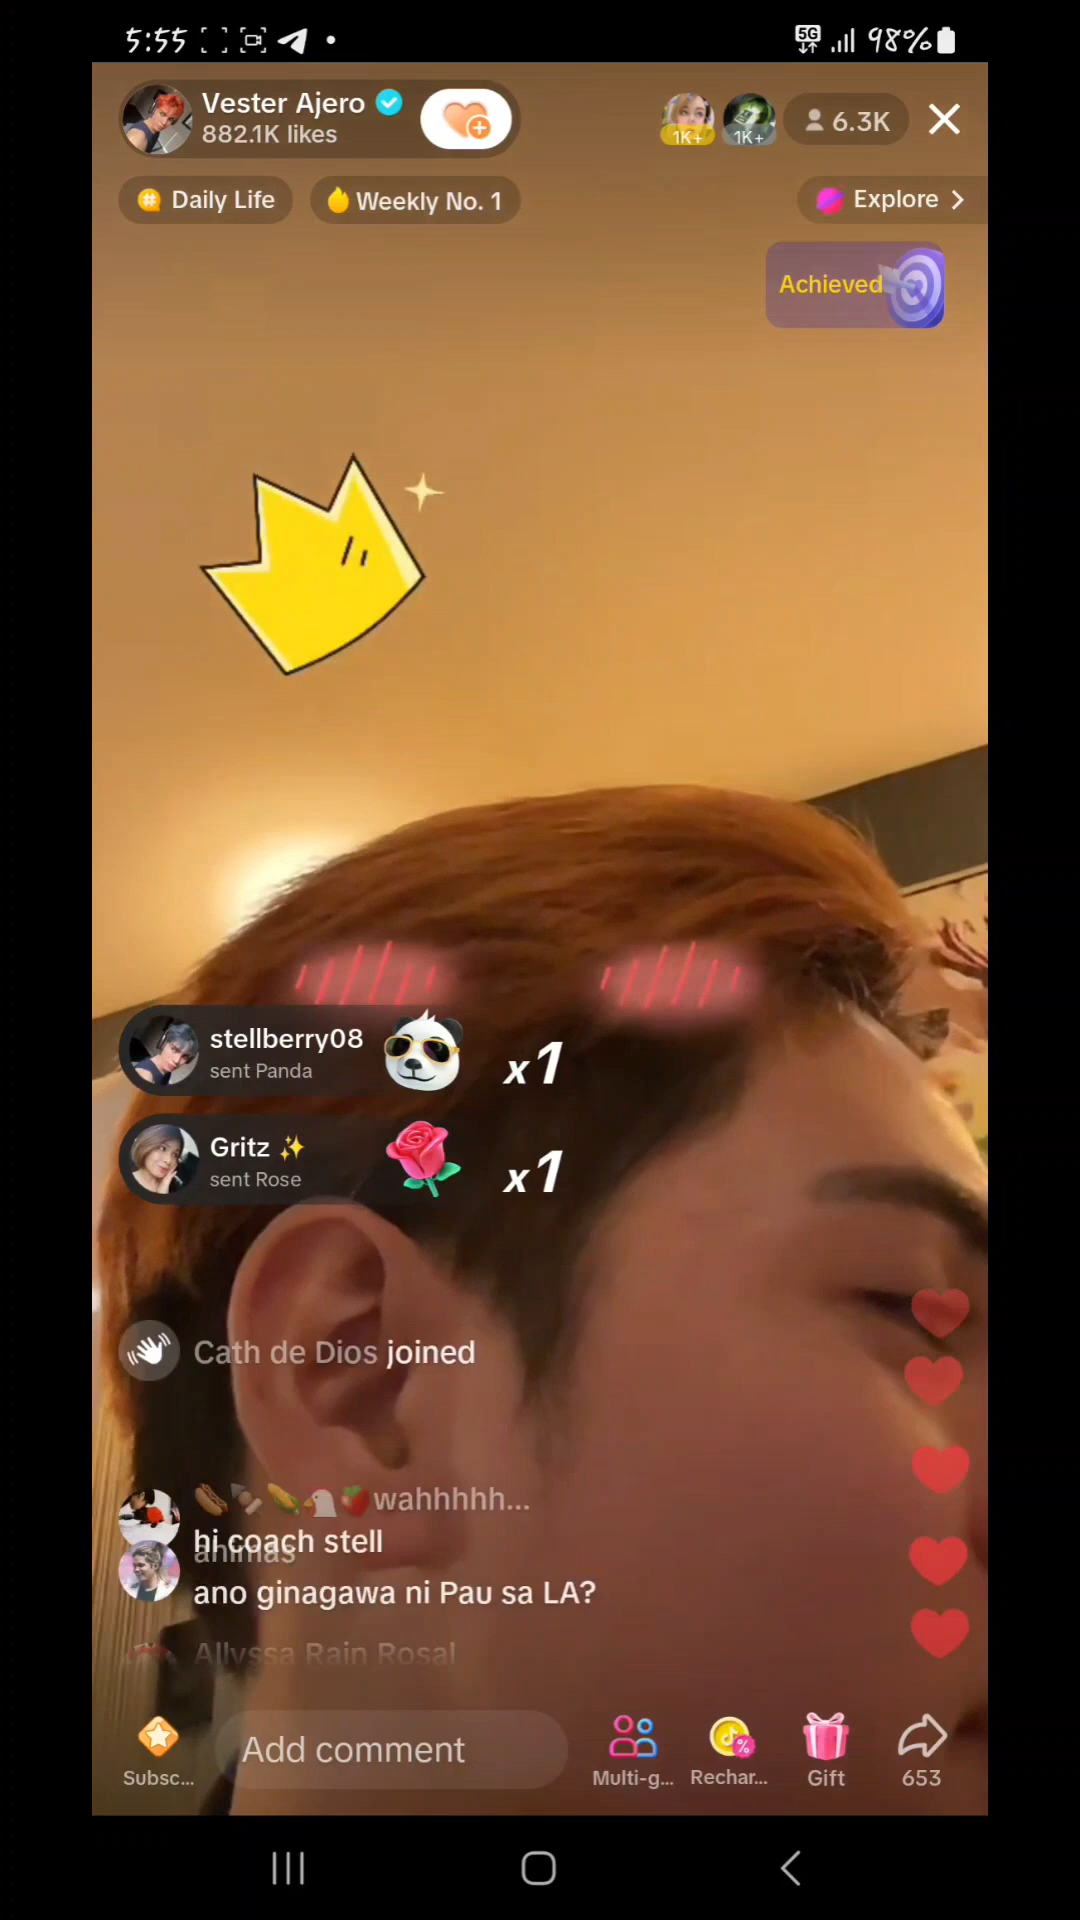 5:55
5G
98%
Vester Ajero
882.1K likes
1K+
1K+
6.3K
Daily Life
Weekly No. 1
Explore
Achieved
stellberry08
sent Panda
x1
Gritz
sent Rose
x1
Cath de Dios joined
wahhhhh...
hi coach stell
animas
ano ginagawa ni Pau sa LA?
Allyssa Rain Rosal
Subsc...
Add comment
Multi-g...
Rechar...
Gift
653